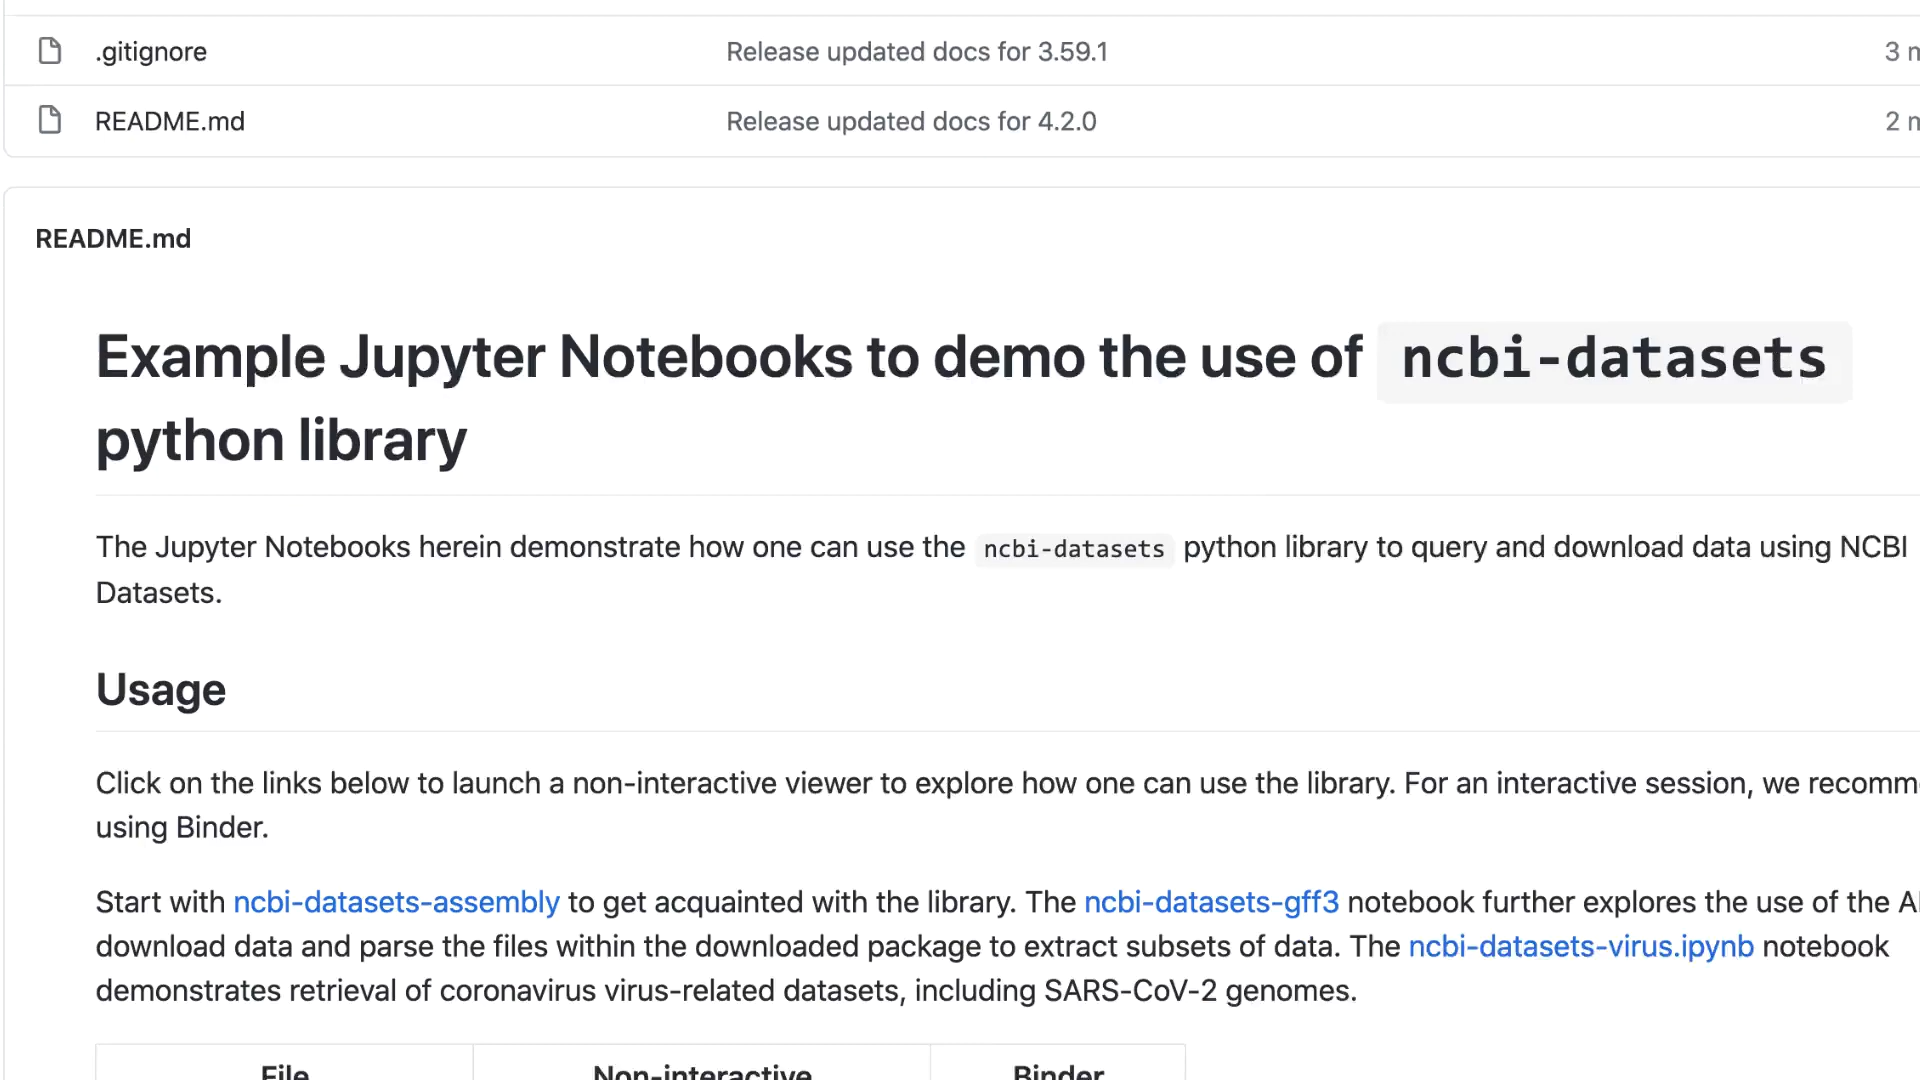 .gitignore Release updated docs for 3.59.1 3
README.md Release updated docs for 4.2.0 2
README.md
Example Jupyter Notebooks to demo the use of ncbi-datasets
python library
The Jupyter Notebooks herein demonstrate how one can use the ncbi-datasets python library to query and download data using NCBI
Datasets.
Usage
Click on the links below to launch a non-interactive viewer to explore how one can use the library. For an interactive session, we
using Binder.
Start with ncbi-datasets-assembly to get acquainted with the library. The ncbi-datasets-gff3 notebook further explores the use of the
download data and parse the files within the downloaded package to extract subsets of data. The ncbi-datasets-virus.ipynb notebook
demonstrates retrieval of coronavirus virus-related datasets, including SARS-CoV-2 genomes.
File Non-interactive Binder